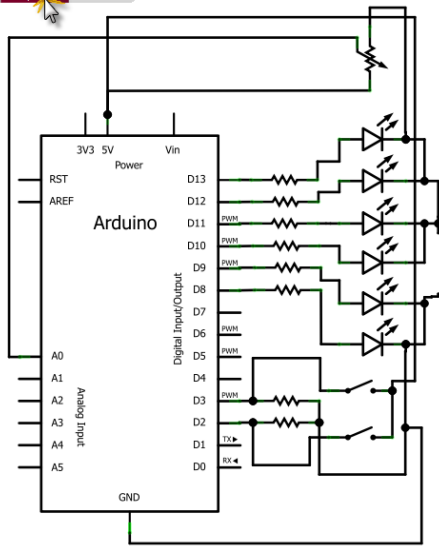 3V3 5V Vin
Power
RST
AREF
Arduino
D13
D12
D11 PWM
D10 PWM
D9 PWM
D8
D7
D6 PWM
D5 PWM
D4
D3 PWM
D2
D1 TX ▶
D0 RX ◀
Digital Input/Output
A0
A1
A2
A3
A4
A5
Analog Input
GND